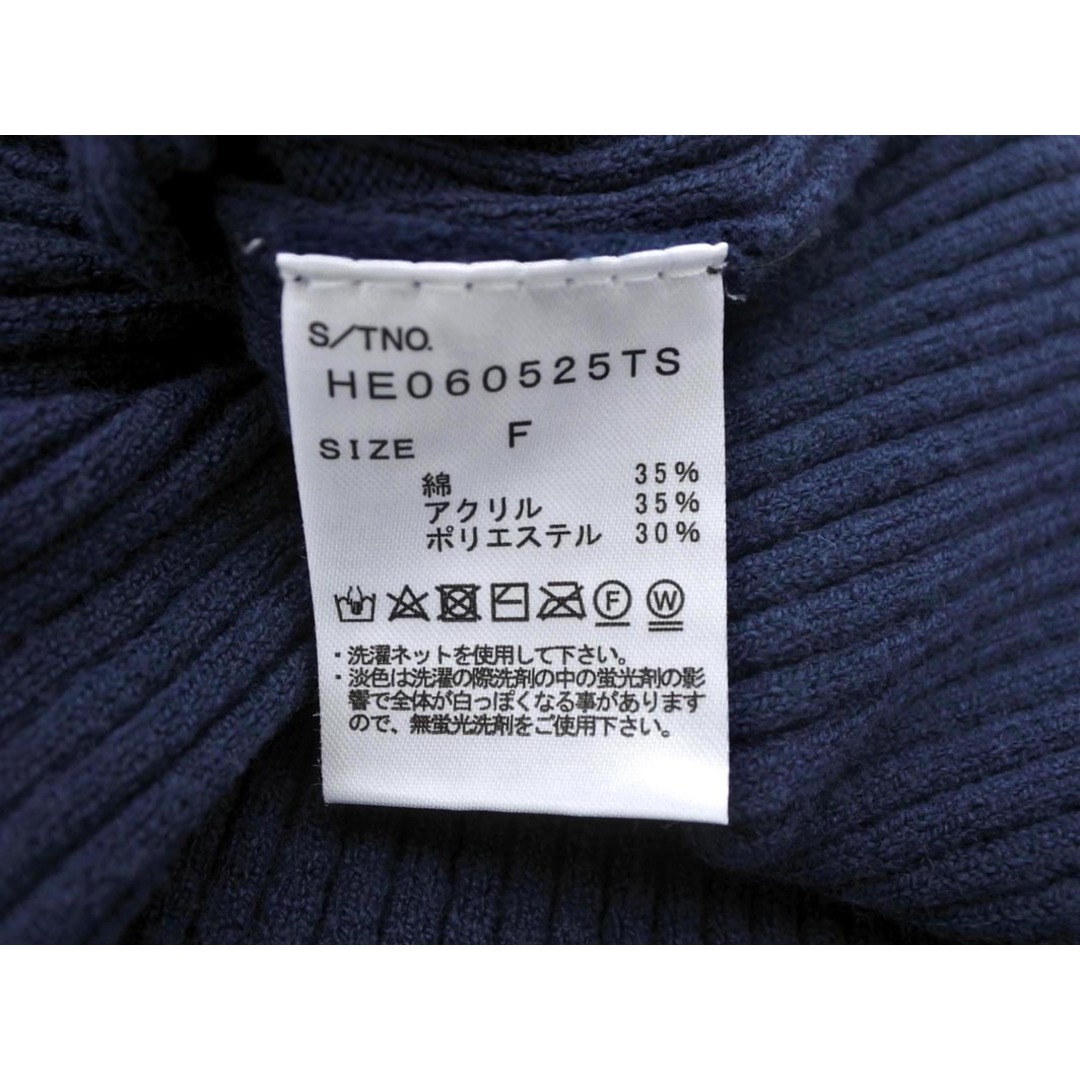 S/TNO.
HE060525TS
SIZE F
綿 35%
アクリル 35%
ポリエステル 30%
F W
・洗濯ネットを使用して下さい。
・淡色は洗濯の際洗剤の中の蛍光剤の影
響で全体が白っぽくなる事があります
ので、無蛍光洗剤をご使用下さい。